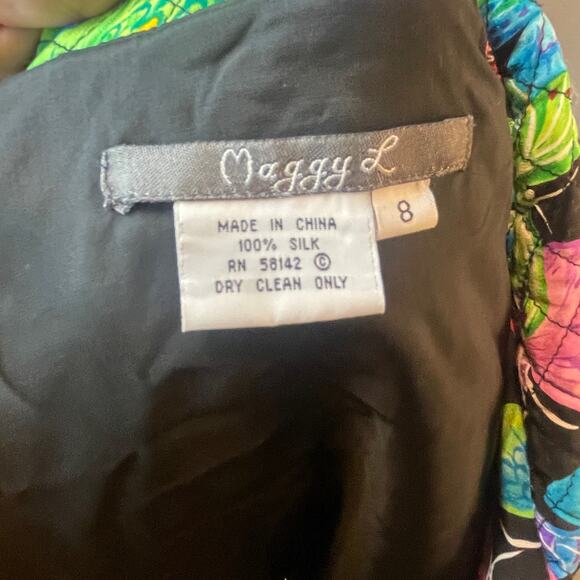 Maggy L
8
MADE IN CHINA
100% SILK
RN 58142 ©
DRY CLEAN ONLY